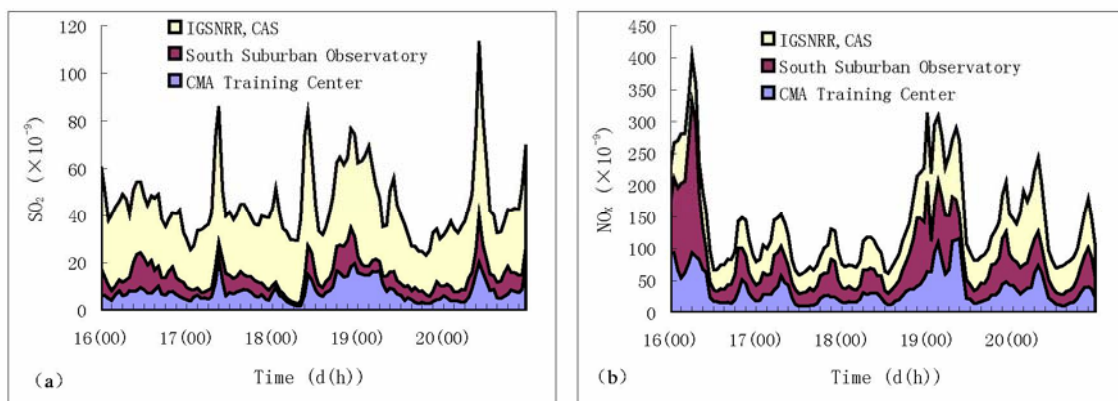 120
100
80
60
40
20
0
SO₂ (×10⁻⁹)
IGSNRR,CAS
South Suburban Observatory
CMA Training Center
16(00) 17(00) 18(00) 19(00) 20(00)
(a)
Time (d(h))
450
400
350
300
250
200
150
100
50
0
NOₓ (×10⁻⁹)
IGSNRR,CAS
South Suburban Observatory
CMA Training Center
16(00) 17(00) 18(00) 19(00) 20(00)
(b)
Time (d(h))